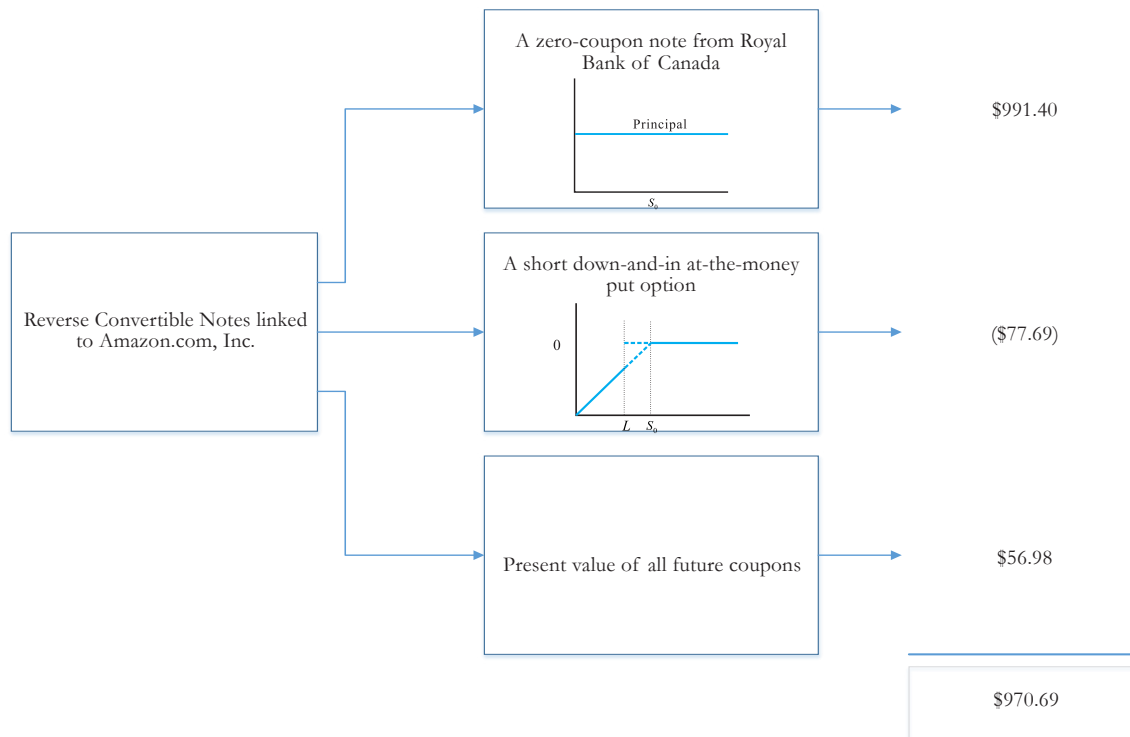 A zero-coupon note from Royal
Bank of Canada
Principal
S₀
$991.40
Reverse Convertible Notes linked
to Amazon.com, Inc.
A short down-and-in at-the-money
put option
0
L S₀
($77.69)
Present value of all future coupons
$56.98
$970.69